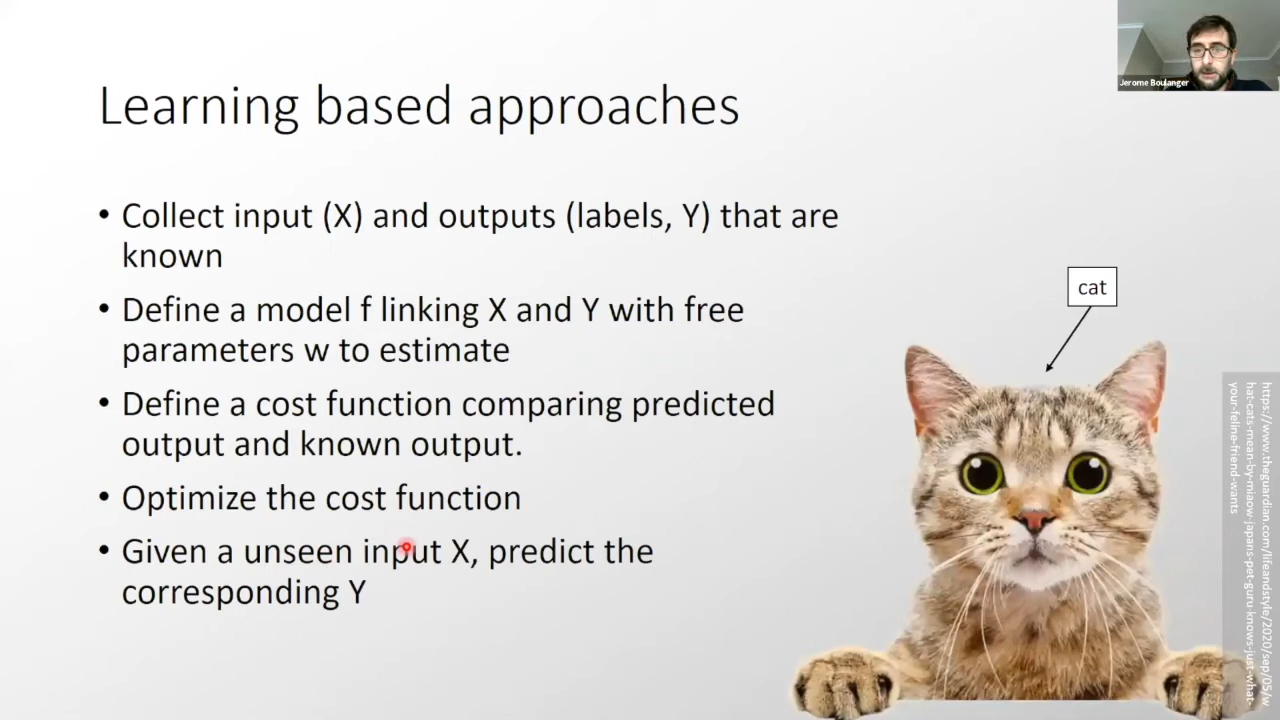 Jerome Boulanger
Learning based approaches
• Collect input (X) and outputs (labels, Y) that are
known
• Define a model f linking X and Y with free
parameters w to estimate
• Define a cost function comparing predicted
output and known output.
• Optimize the cost function
• Given a unseen input X, predict the
corresponding Y
cat
https://www.theguardian.com/lifeandstyle/2020/sep/05/w
hat-cats-mean-by-miaow-japans-pet-guru-knows-just-what-
your-feline-friend-wants